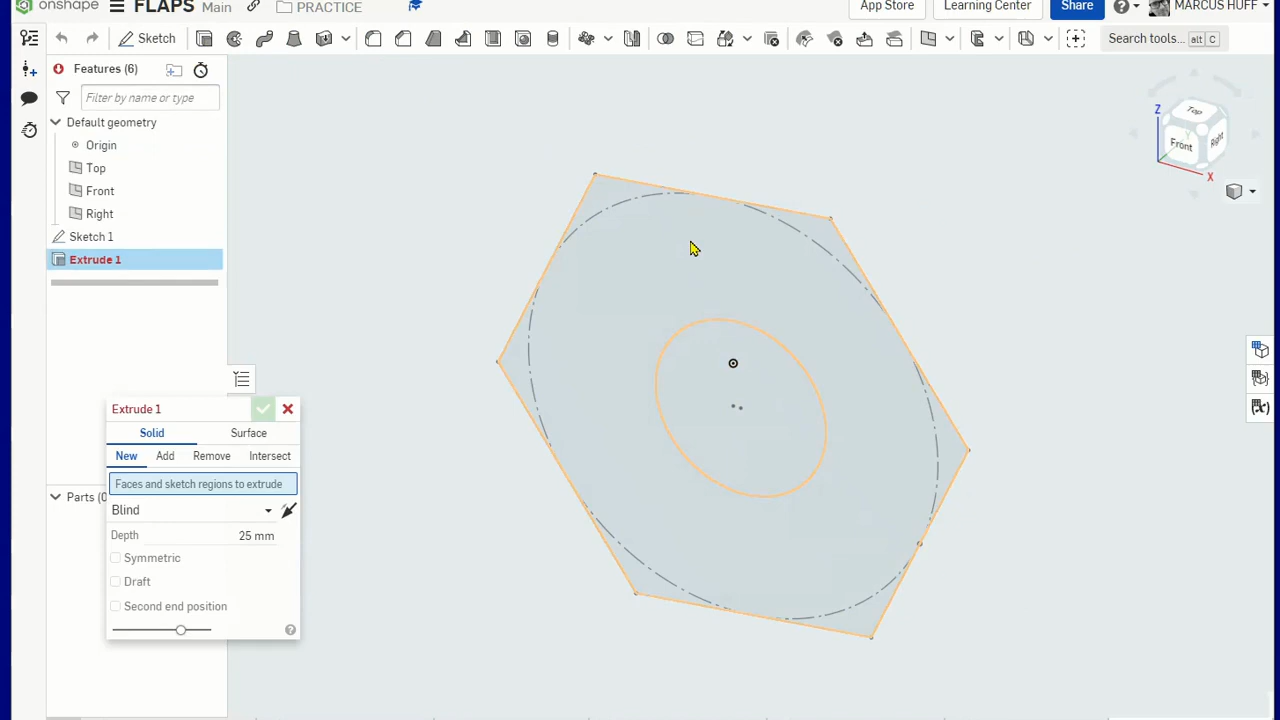 onshape FLAPS Main PRACTICE App Store Learning Center Share MARCUS HUFF
Sketch Search tools... alt C
Features (6)
Filter by name or type
Default geometry
Origin
Top
Front
Right
Sketch 1
Extrude 1
Z
Top
Front
Right
X
Extrude 1
Solid Surface
New Add Remove Intersect
Faces and sketch regions to extrude
Parts (0
Blind
Depth 25 mm
Symmetric
Draft
Second end position